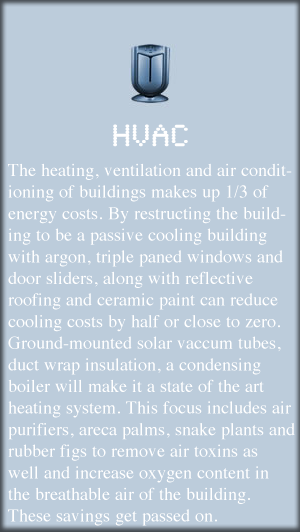 HVAC
The heating, ventilation and air condit-
ioning of buildings makes up 1/3 of
energy costs. By restructing the build-
ing to be a passive cooling building
with argon, triple paned windows and
door sliders, along with reflective
roofing and ceramic paint can reduce
cooling costs by half or close to zero.
Ground-mounted solar vaccum tubes,
duct wrap insulation, a condensing
boiler will make it a state of the art
heating system. This focus includes air
purifiers, areca palms, snake plants and
rubber figs to remove air toxins as
well and increase oxygen content in
the breathable air of the building.
These savings get passed on.